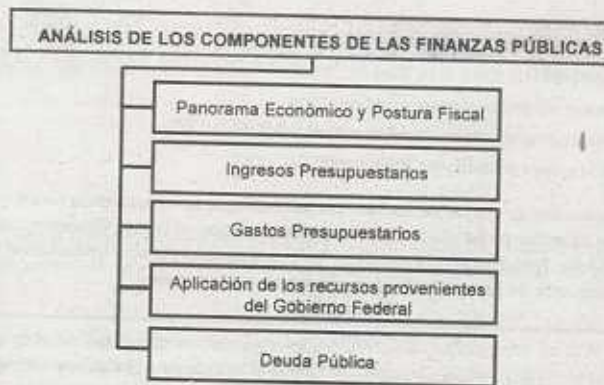 ANÁLISIS DE LOS COMPONENTES DE LAS FINANZAS PÚBLICAS
Panorama Económico y Postura Fiscal
Ingresos Presupuestarios
Gastos Presupuestarios
Aplicación de los recursos provenientes
del Gobierno Federal
Deuda Pública